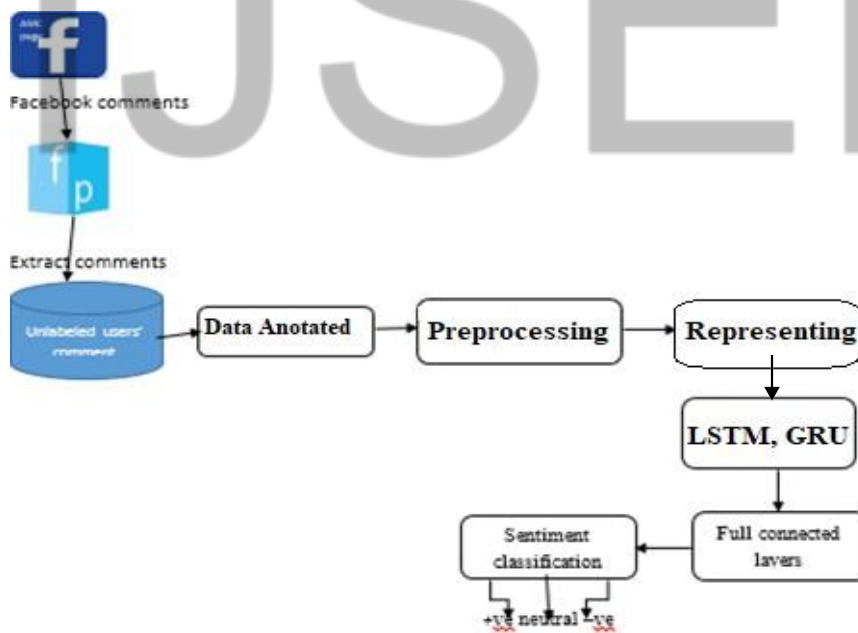 IJSER
f
Facebook comments
f
p
Extract comments
Unlabeled users'
comment
Data Anotated
Preprocessing
Representing
LSTM, GRU
Full connected
layers
Sentiment
classification
+ve neutral -ve